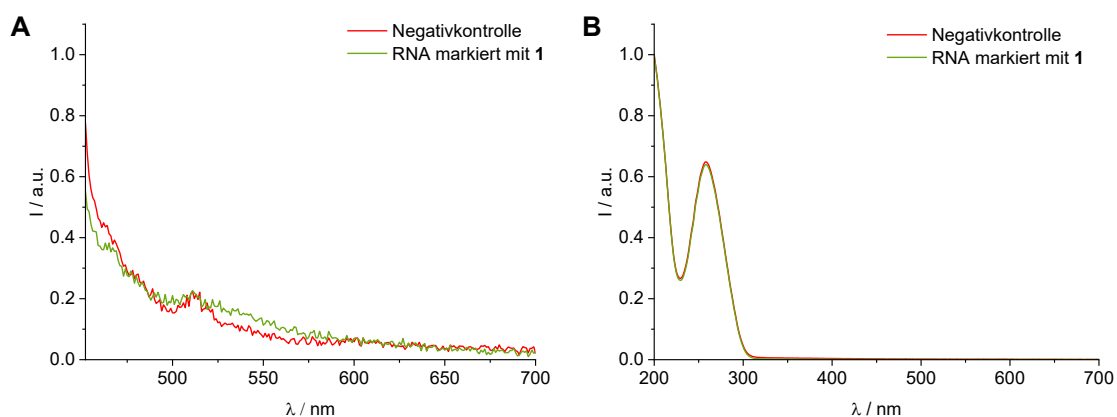 A
Negativkontrolle
RNA markiert mit 1
1.0
0.8
0.6
0.4
0.2
0.0
I / a.u.
500
550
600
650
700
λ / nm
B
Negativkontrolle
RNA markiert mit 1
1.0
0.8
0.6
0.4
0.2
0.0
I / a.u.
200
300
400
500
600
700
λ / nm